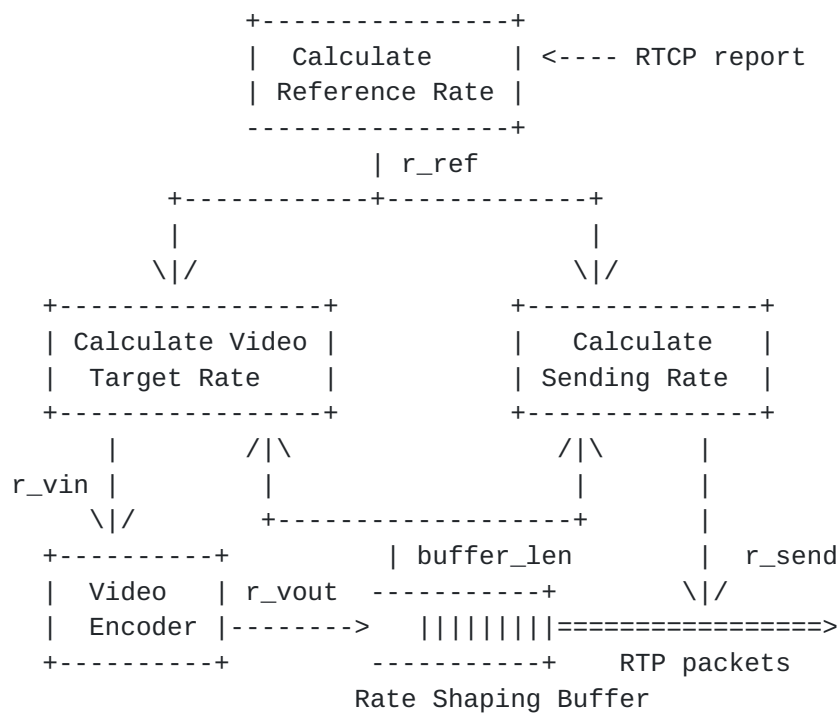 +----------------+
                 |  Calculate     | <---- RTCP report
                 | Reference Rate |
                 -----------------+
                         | r_ref
            +------------+-------------+
            |                          |
           \|/                        \|/
    +-----------------+           +---------------+
    | Calculate Video |           |   Calculate   |
    |  Target Rate    |           | Sending Rate  |
    +-----------------+           +---------------+
        |        /|\                 /|\      |
  r_vin |         |                   |       |
       \|/        +-------------------+       |
    +----------+          | buffer_len        |  r_send
    |  Video   | r_vout  -----------+        \|/
    |  Encoder |-------->   |||||||||=================>
    +----------+         -----------+    RTP packets
                        Rate Shaping Buffer